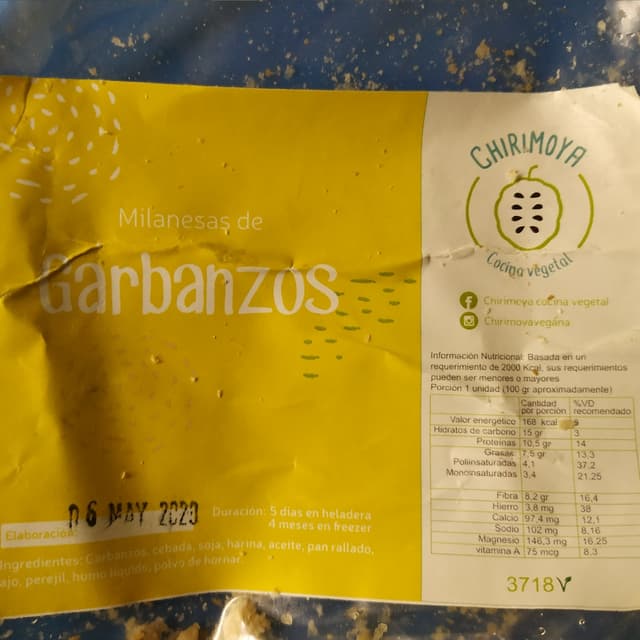 Milanesas de
Garbanzos
06 MAY 2020
Elaboración
Duración: 5 días en heladera
4 meses en freezer
Ingredientes: Garbanzos, cebada, soja, harina, aceite, pan rallado,
ajo, perejil, humo líquido, polvo de hornar
CHIRIMOYA
Cocina vegetal
Chirimoya cocina vegetal
Chirimoyavegana
Información Nutricional: Basada en un
requerimiento de 2000 Kcal, sus requerimientos
pueden ser menores o mayores
Porción 1 unidad (100 gr aproximadamente)
Cantidad por porción %VD recomendado
Valor energético 168 kcal
Hidratos de carbono 15 gr 3
Proteinas 10,5 gr 14
Grasas 7,5 gr 13,3
Poliinsaturadas 4,1 37,2
Monoinsaturadas 3,4 21,25
Fibra 8,2 gr 16,4
Hierro 3,8 mg 38
Calcio 97,4 mg 12,1
Sodio 102 mg 8,16
Magnesio 146,3 mg 16,25
vitamina A 75 mcg 8,3
3718V